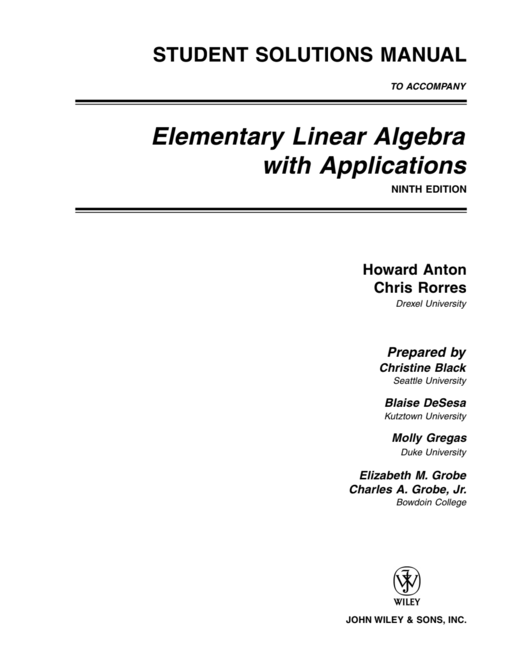 STUDENT SOLUTIONS MANUAL
TO ACCOMPANY
Elementary Linear Algebra
with Applications
NINTH EDITION
Howard Anton
Chris Rorres
Drexel University
Prepared by
Christine Black
Seattle University
Blaise DeSesa
Kutztown University
Molly Gregas
Duke University
Elizabeth M. Grobe
Charles A. Grobe, Jr.
Bowdoin College
WILEY
JOHN WILEY & SONS, INC.